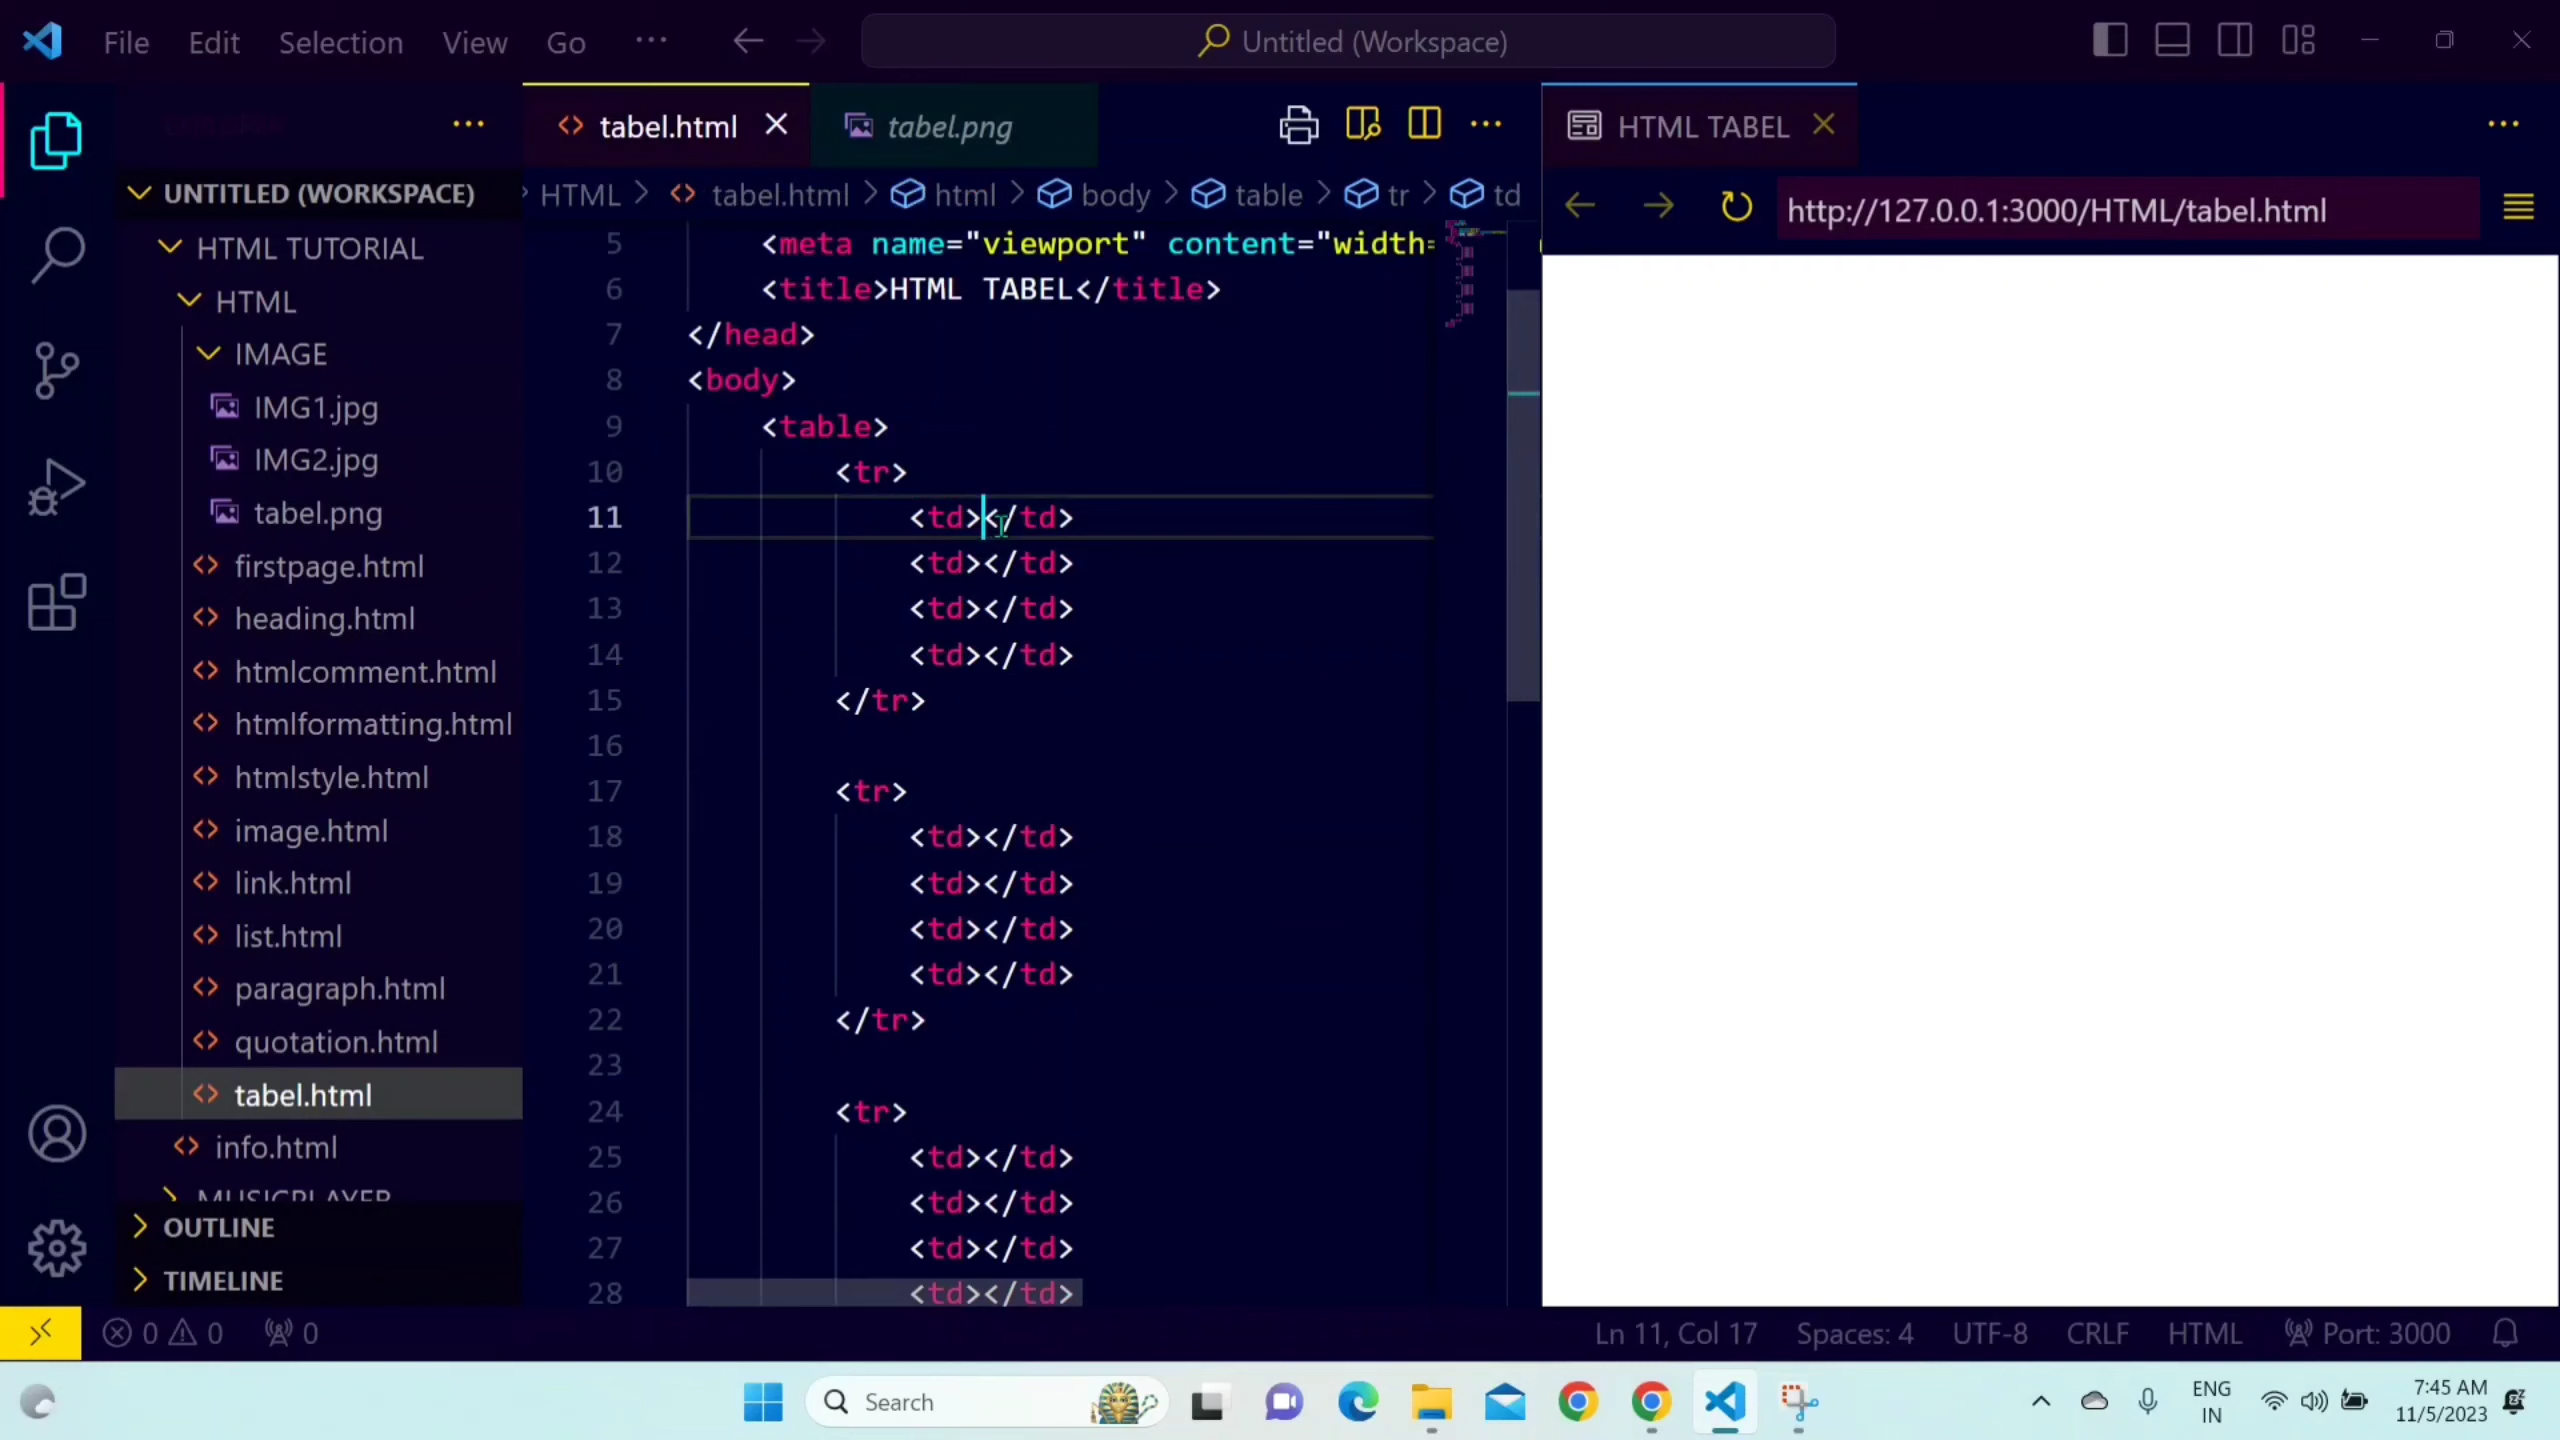 File Edit Selection View Go ··· Untitled (Workspace)
UNTITLED (WORKSPACE)
HTML TUTORIAL
HTML
IMAGE
IMG1.jpg
IMG2.jpg
tabel.png
firstpage.html
heading.html
htmlcomment.html
htmlformatting.html
htmlstyle.html
image.html
link.html
list.html
paragraph.html
quotation.html
tabel.html
info.html
MUSICPLAYER
OUTLINE
TIMELINE
tabel.html tabel.png
HTML > tabel.html > html > body > table > tr > td
5 <meta name="viewport" content="width=
6 <title>HTML TABEL</title>
7 </head>
8 <body>
9 <table>
10 <tr>
11 <td></td>
12 <td></td>
13 <td></td>
14 <td></td>
15 </tr>
16
17 <tr>
18 <td></td>
19 <td></td>
20 <td></td>
21 <td></td>
22 </tr>
23
24 <tr>
25 <td></td>
26 <td></td>
27 <td></td>
28 <td></td>
HTML TABEL
http://127.0.0.1:3000/HTML/tabel.html
0 0 0 Ln 11, Col 17 Spaces: 4 UTF-8 CRLF HTML Port: 3000
Search
ENG
IN
7:45 AM
11/5/2023